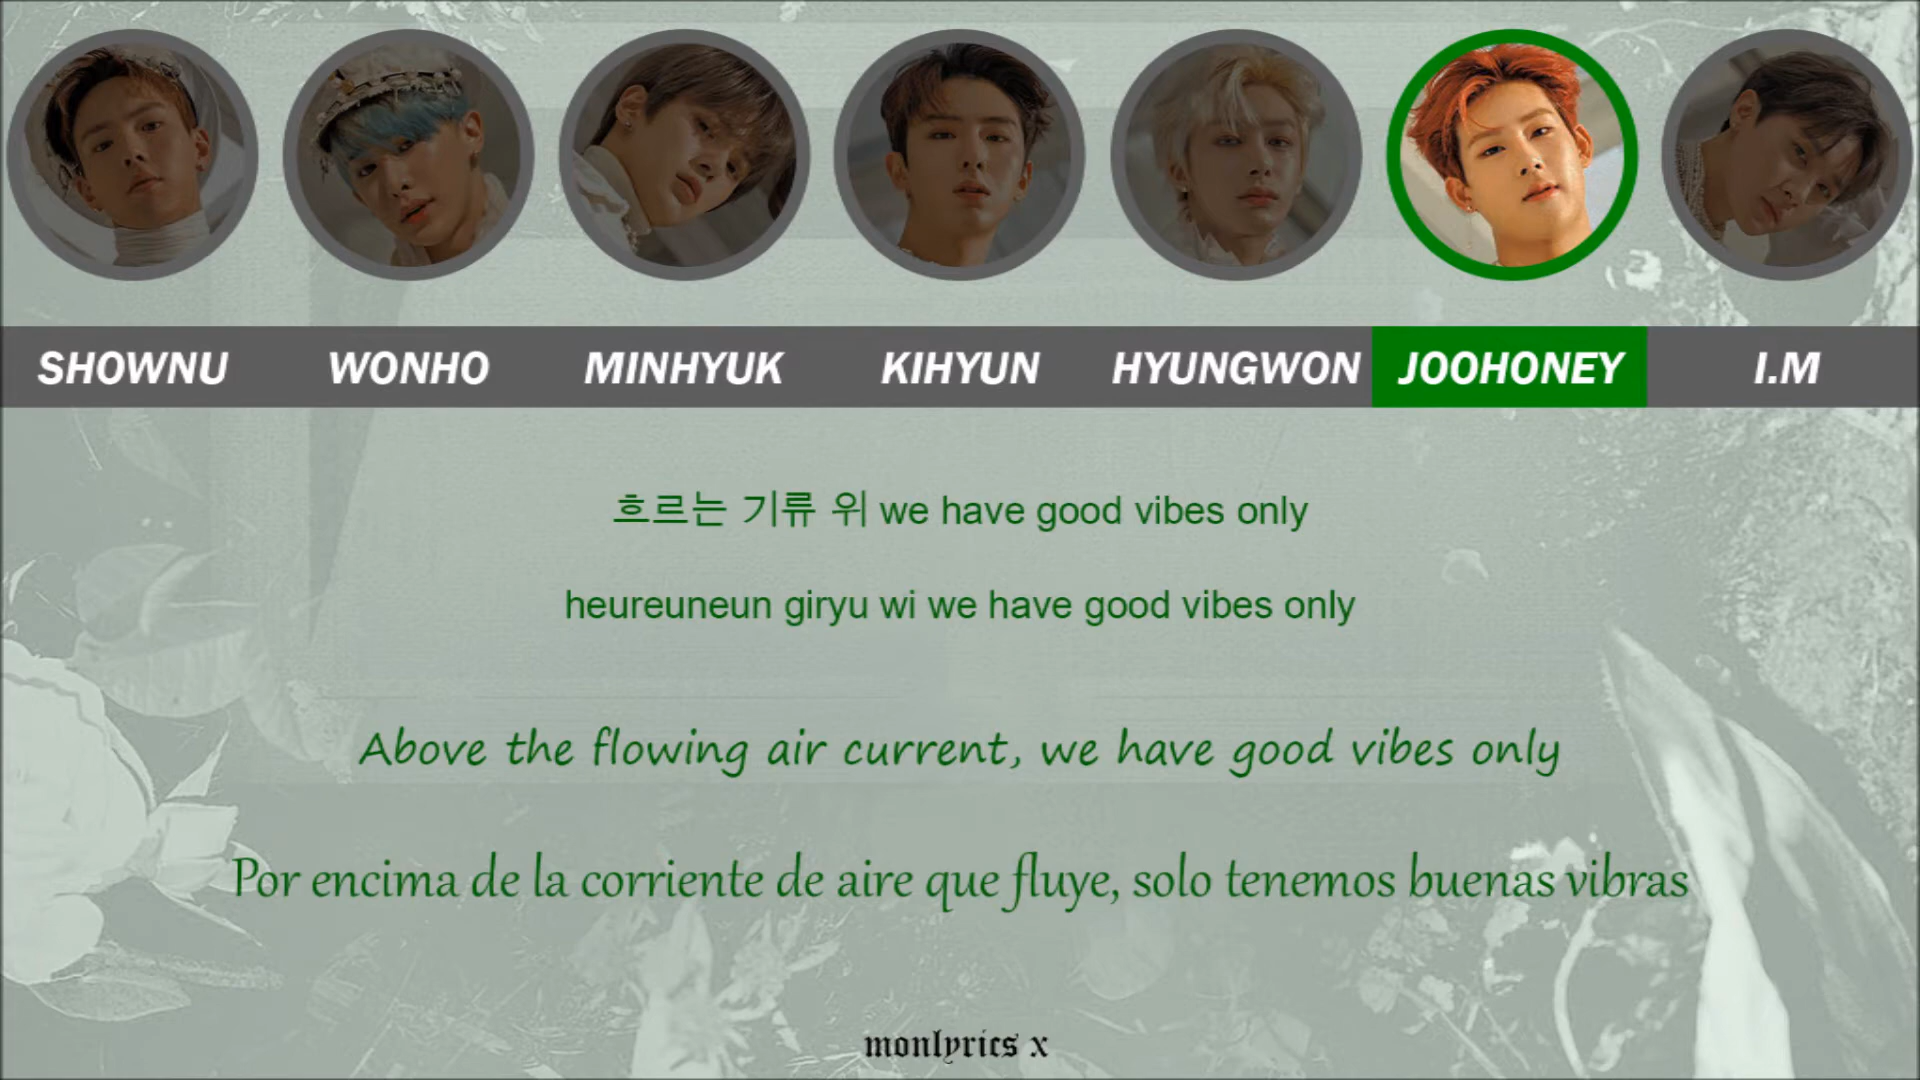 SHOWNU WONHO MINHYUK KIHYUN HYUNGWON JOOHONEY I.M
흐르는 기류 위 we have good vibes only
heureuneun giryu wi we have good vibes only
Above the flowing air current, we have good vibes only
Por encima de la corriente de aire que fluye, solo tenemos buenas vibras
monlyrics x